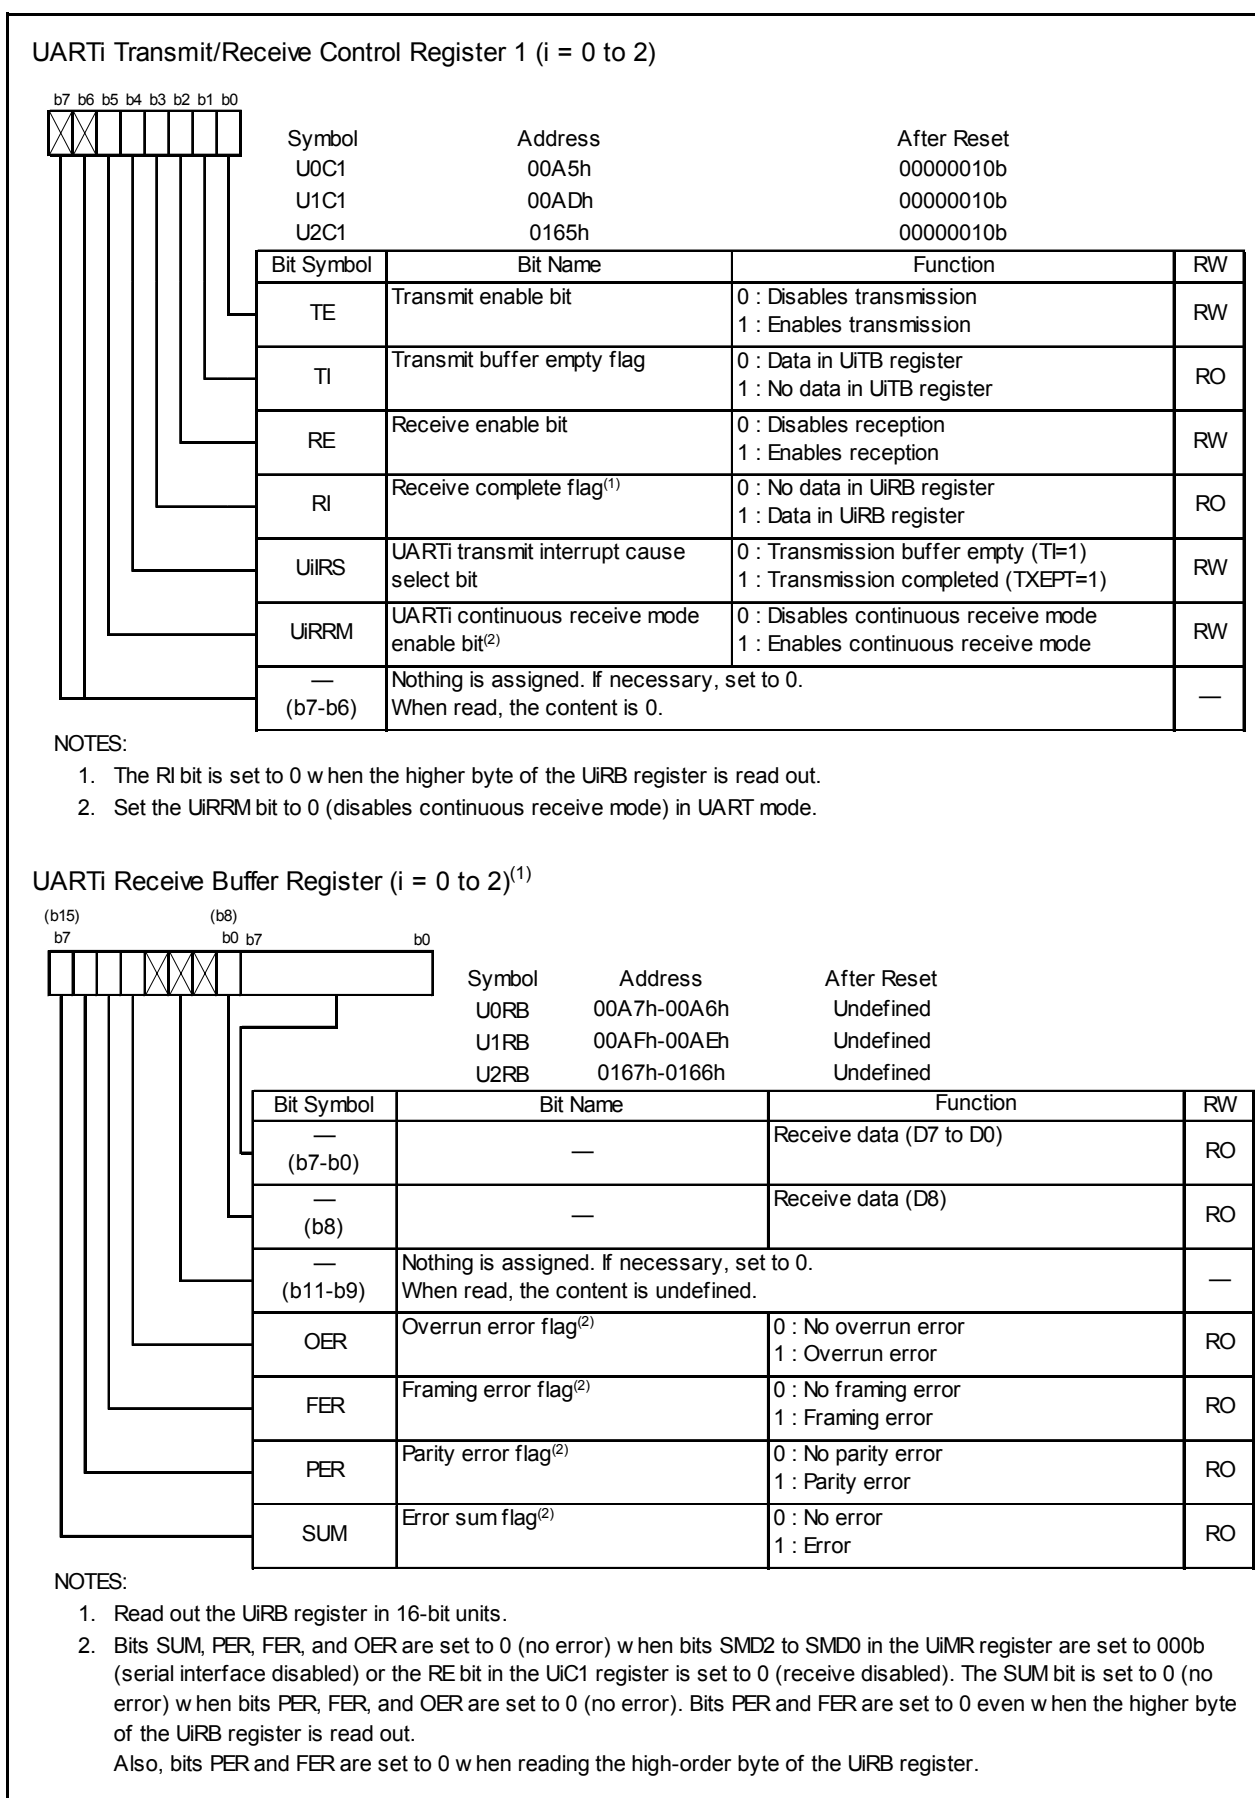 UARTi Transmit/Receive Control Register 1 (i = 0 to 2)
b7 b6 b5 b4 b3 b2 b1 b0
Symbol Address After Reset
U0C1 00A5h 00000010b
U1C1 00ADh 00000010b
U2C1 0165h 00000010b
Bit Symbol Bit Name Function RW
TE Transmit enable bit 0 : Disables transmission RW
1 : Enables transmission
TI Transmit buffer empty flag 0 : Data in UiTB register RO
1 : No data in UiTB register
RE Receive enable bit 0 : Disables reception RW
1 : Enables reception
RI Receive complete flag(1) 0 : No data in UiRB register RO
1 : Data in UiRB register
UiIRS UARTi transmit interrupt cause 0 : Transmission buffer empty (TI=1) RW
select bit 1 : Transmission completed (TXEPT=1)
UiRRM UARTi continuous receive mode 0 : Disables continuous receive mode RW
enable bit(2) 1 : Enables continuous receive mode
— Nothing is assigned. If necessary, set to 0. —
(b7-b6) When read, the content is 0.
NOTES:
1. The RI bit is set to 0 when the higher byte of the UiRB register is read out.
2. Set the UiRRM bit to 0 (disables continuous receive mode) in UART mode.
UARTi Receive Buffer Register (i = 0 to 2)(1)
(b15) (b8)
b7 b0 b7 b0
Symbol Address After Reset
U0RB 00A7h-00A6h Undefined
U1RB 00AFh-00AEh Undefined
U2RB 0167h-0166h Undefined
Bit Symbol Bit Name Function RW
— — Receive data (D7 to D0) RO
(b7-b0)
— — Receive data (D8) RO
(b8)
— Nothing is assigned. If necessary, set to 0. —
(b11-b9) When read, the content is undefined.
OER Overrun error flag(2) 0 : No overrun error RO
1 : Overrun error
FER Framing error flag(2) 0 : No framing error RO
1 : Framing error
PER Parity error flag(2) 0 : No parity error RO
1 : Parity error
SUM Error sum flag(2) 0 : No error RO
1 : Error
NOTES:
1. Read out the UiRB register in 16-bit units.
2. Bits SUM, PER, FER, and OER are set to 0 (no error) when bits SMD2 to SMD0 in the UiMR register are set to 000b
(serial interface disabled) or the RE bit in the UiC1 register is set to 0 (receive disabled). The SUM bit is set to 0 (no
error) when bits PER, FER, and OER are set to 0 (no error). Bits PER and FER are set to 0 even when the higher byte
of the UiRB register is read out.
Also, bits PER and FER are set to 0 when reading the high-order byte of the UiRB register.